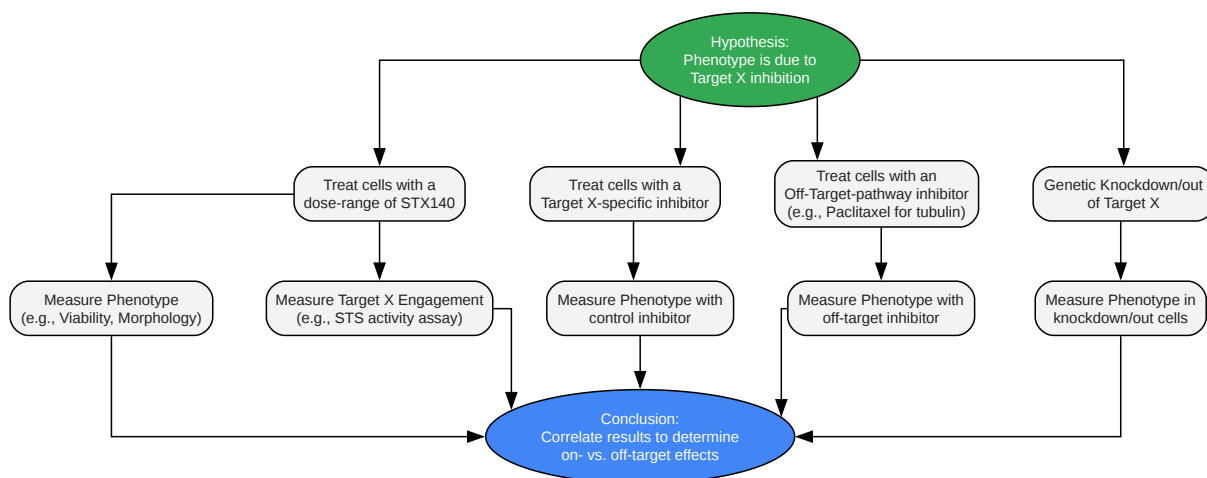 Hypothesis:
Phenotype is due to
Target X inhibition
Treat cells with a
dose-range of STX140
Treat cells with a
Target X-specific inhibitor
Treat cells with an
Off-Target-pathway inhibitor
(e.g., Paclitaxel for tubulin)
Genetic Knockdown/out
of Target X
Measure Phenotype
(e.g., Viability, Morphology)
Measure Target X Engagement
(e.g., STS activity assay)
Measure Phenotype with
control inhibitor
Measure Phenotype with
off-target inhibitor
Measure Phenotype in
knockdown/out cells
Conclusion:
Correlate results to determine
on- vs. off-target effects